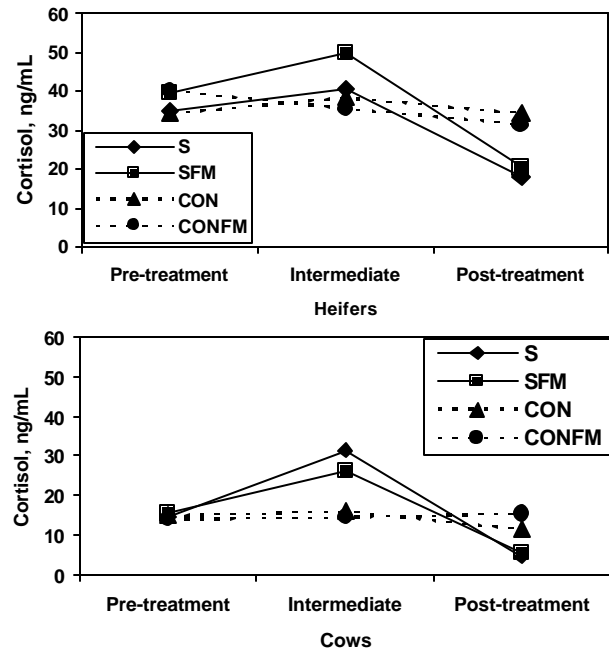 Cortisol, ng/mL
60
50
40
30
20
10
0
S
SFM
CON
CONFM
Pre-treatment Intermediate Post-treatment
Heifers
Cortisol, ng/mL
60
50
40
30
20
10
0
S
SFM
CON
CONFM
Pre-treatment Intermediate Post-treatment
Cows